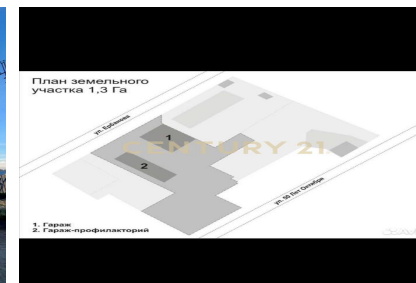 План земельного
участка 1,3 Га
ул. Ербанова
1
CENTURY 21
2
ул. 50 Лет Октября
1. Гараж
2. Гараж-профилакторий